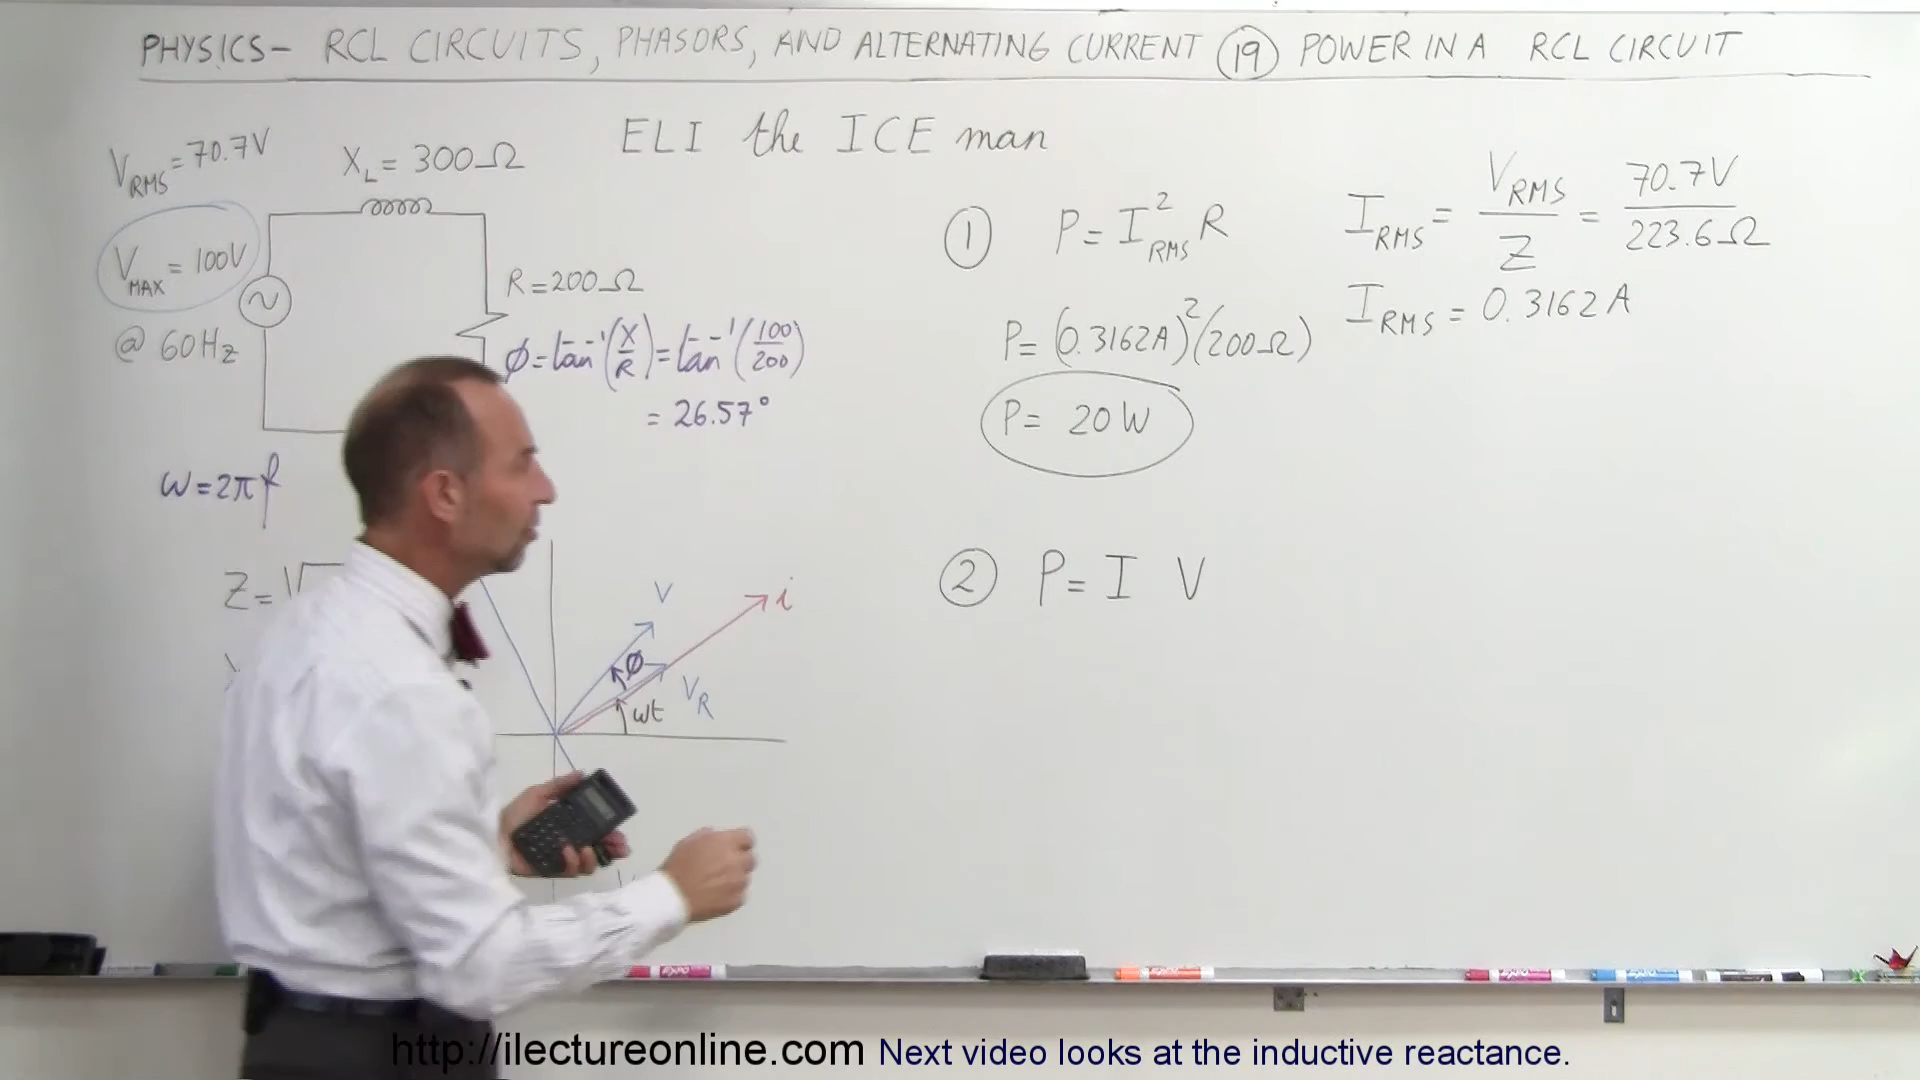 PHYSICS- RCL CIRCUITS, PHASORS, AND ALTERNATING CURRENT 19 POWER IN A RCL CIRCUIT
ELI the ICE man
V_RMS = 70.7V
X_L = 300Ω
V_MAX = 100V
@ 60Hz
R = 200Ω
φ = tan⁻¹(X/R) = tan⁻¹(100/200)
= 26.57°
ω = 2πf
Z = √
V
i
φ
V_R
ωt
① P = I²_RMS R
I_RMS = V_RMS/Z = 70.7V/223.6Ω
I_RMS = 0.3162A
P = (0.3162A)²(200Ω)
P = 20W
② P = I V
http://ilectureonline.com Next video looks at the inductive reactance.